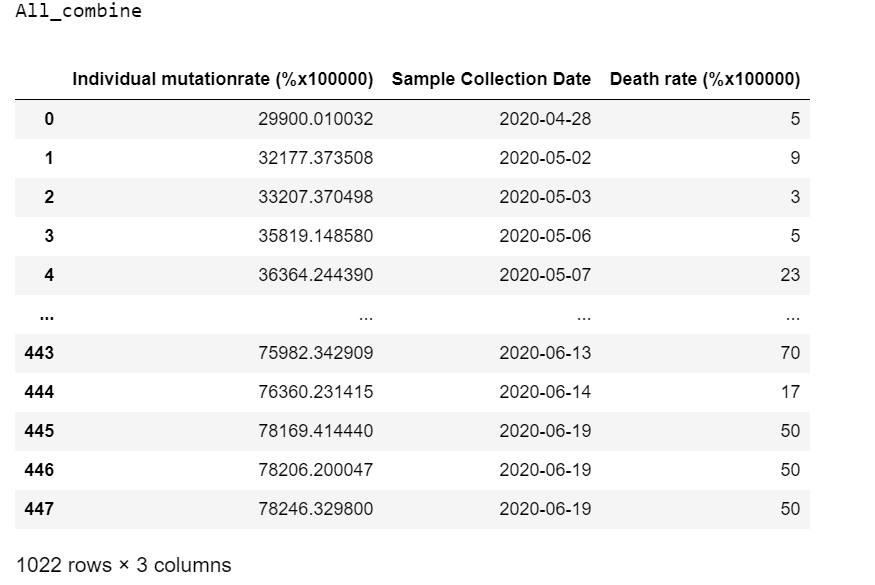 All_combine
Individual mutationrate (%x100000) Sample Collection Date Death rate (%x100000)
0 29900.010032 2020-04-28 5
1 32177.373508 2020-05-02 9
2 33207.370498 2020-05-03 3
3 35819.148580 2020-05-06 5
4 36364.244390 2020-05-07 23
... ... ... ...
443 75982.342909 2020-06-13 70
444 76360.231415 2020-06-14 17
445 78169.414440 2020-06-19 50
446 78206.200047 2020-06-19 50
447 78246.329800 2020-06-19 50
1022 rows × 3 columns